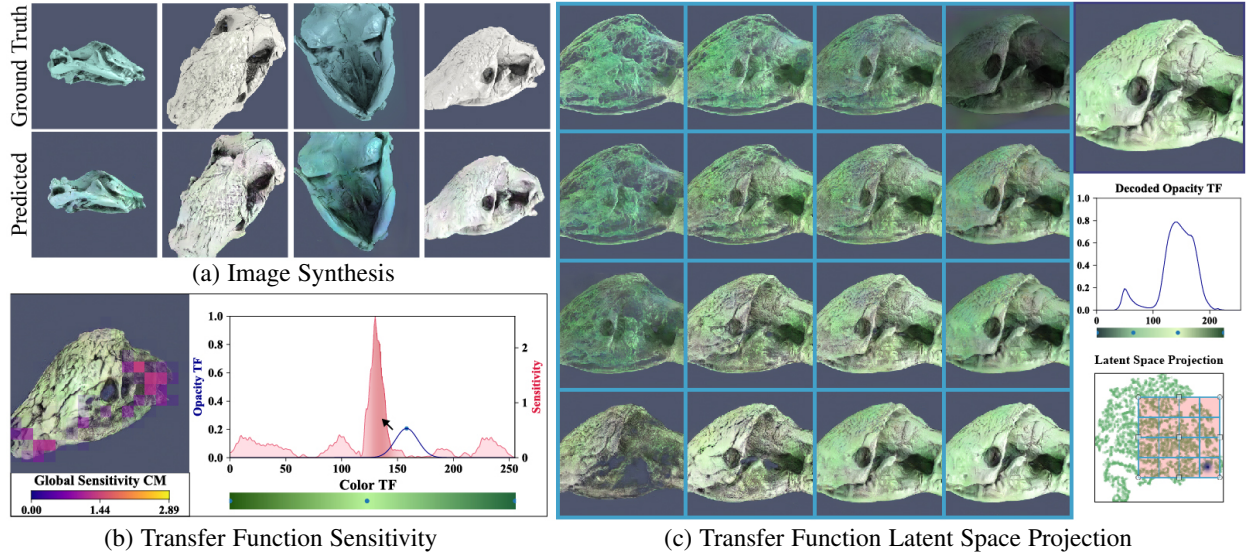 Ground Truth
Predicted
(a) Image Synthesis
Global Sensitivity CM
0.00 1.44 2.89
Opacity TF
1.0
0.8
0.6
0.4
0.2
0.0
0 50 100 150 200 250
2
1
0
Sensitivity
Color TF
(b) Transfer Function Sensitivity
Decoded Opacity TF
1.0
0.8
0.6
0.4
0.2
0.0
0 100 200
Latent Space Projection
(c) Transfer Function Latent Space Projection